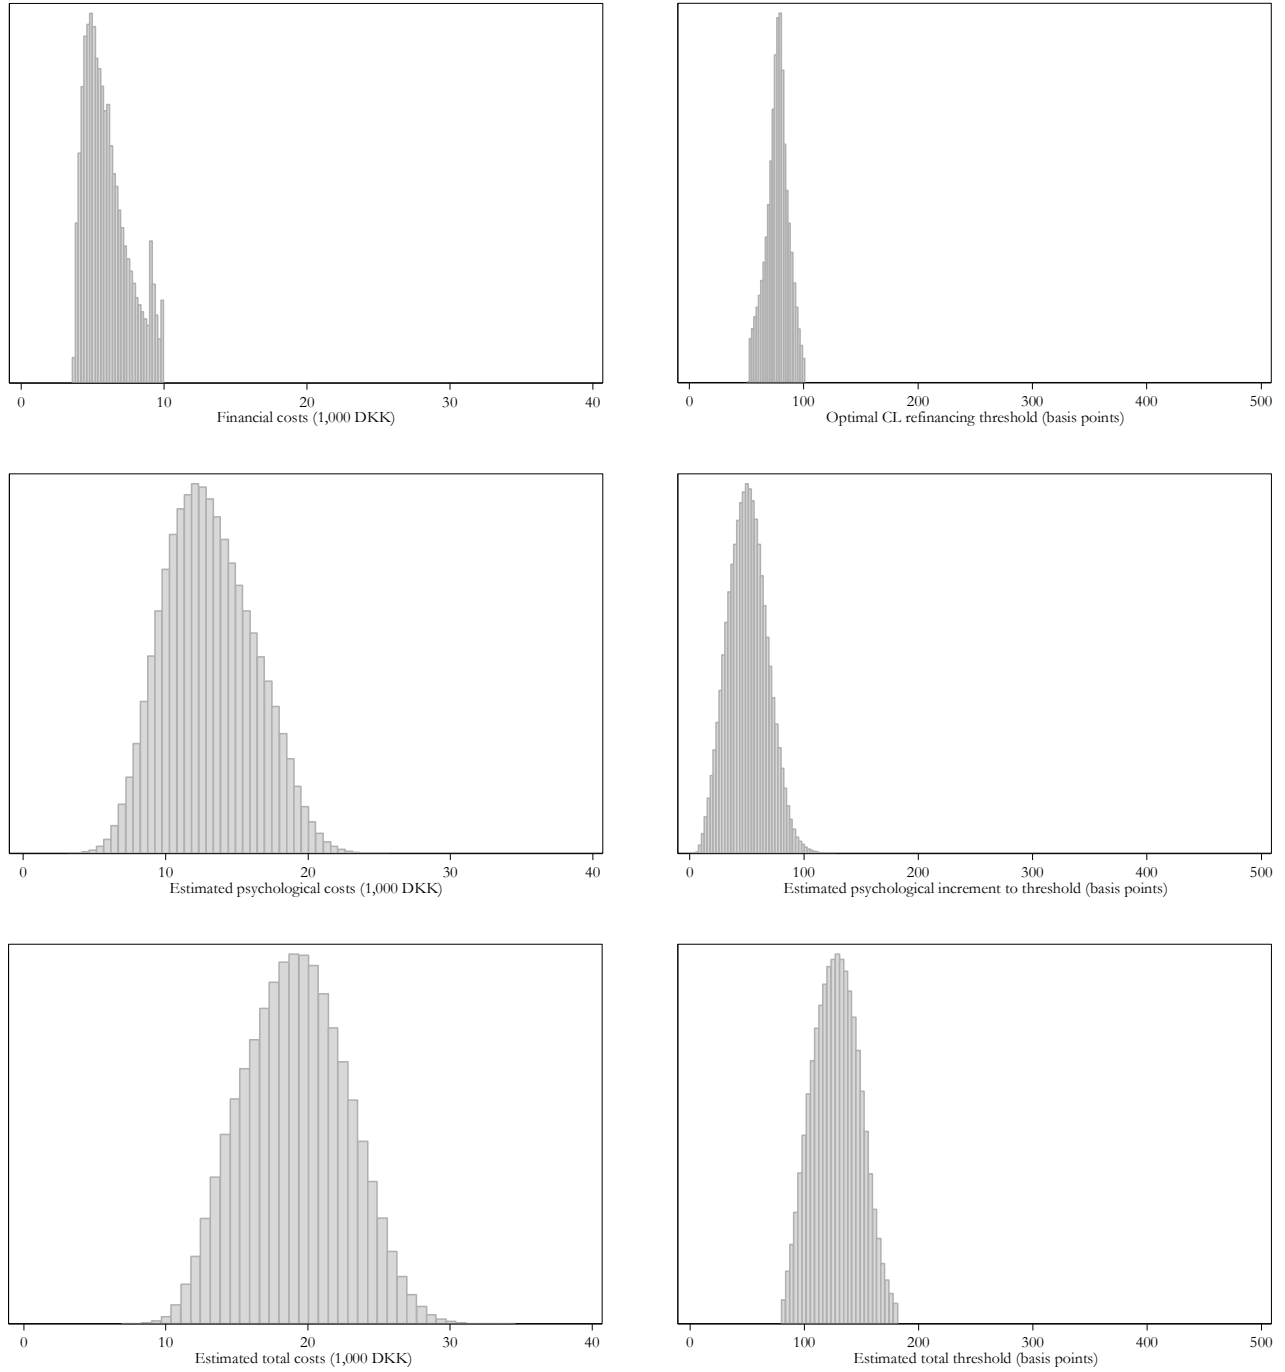 0 10 20 30 40
Financial costs (1,000 DKK)
0 100 200 300 400 500
Optimal CL refinancing threshold (basis points)
0 10 20 30 40
Estimated psychological costs (1,000 DKK)
0 100 200 300 400 500
Estimated psychological increment to threshold (basis points)
0 10 20 30 40
Estimated total costs (1,000 DKK)
0 100 200 300 400 500
Estimated total threshold (basis points)